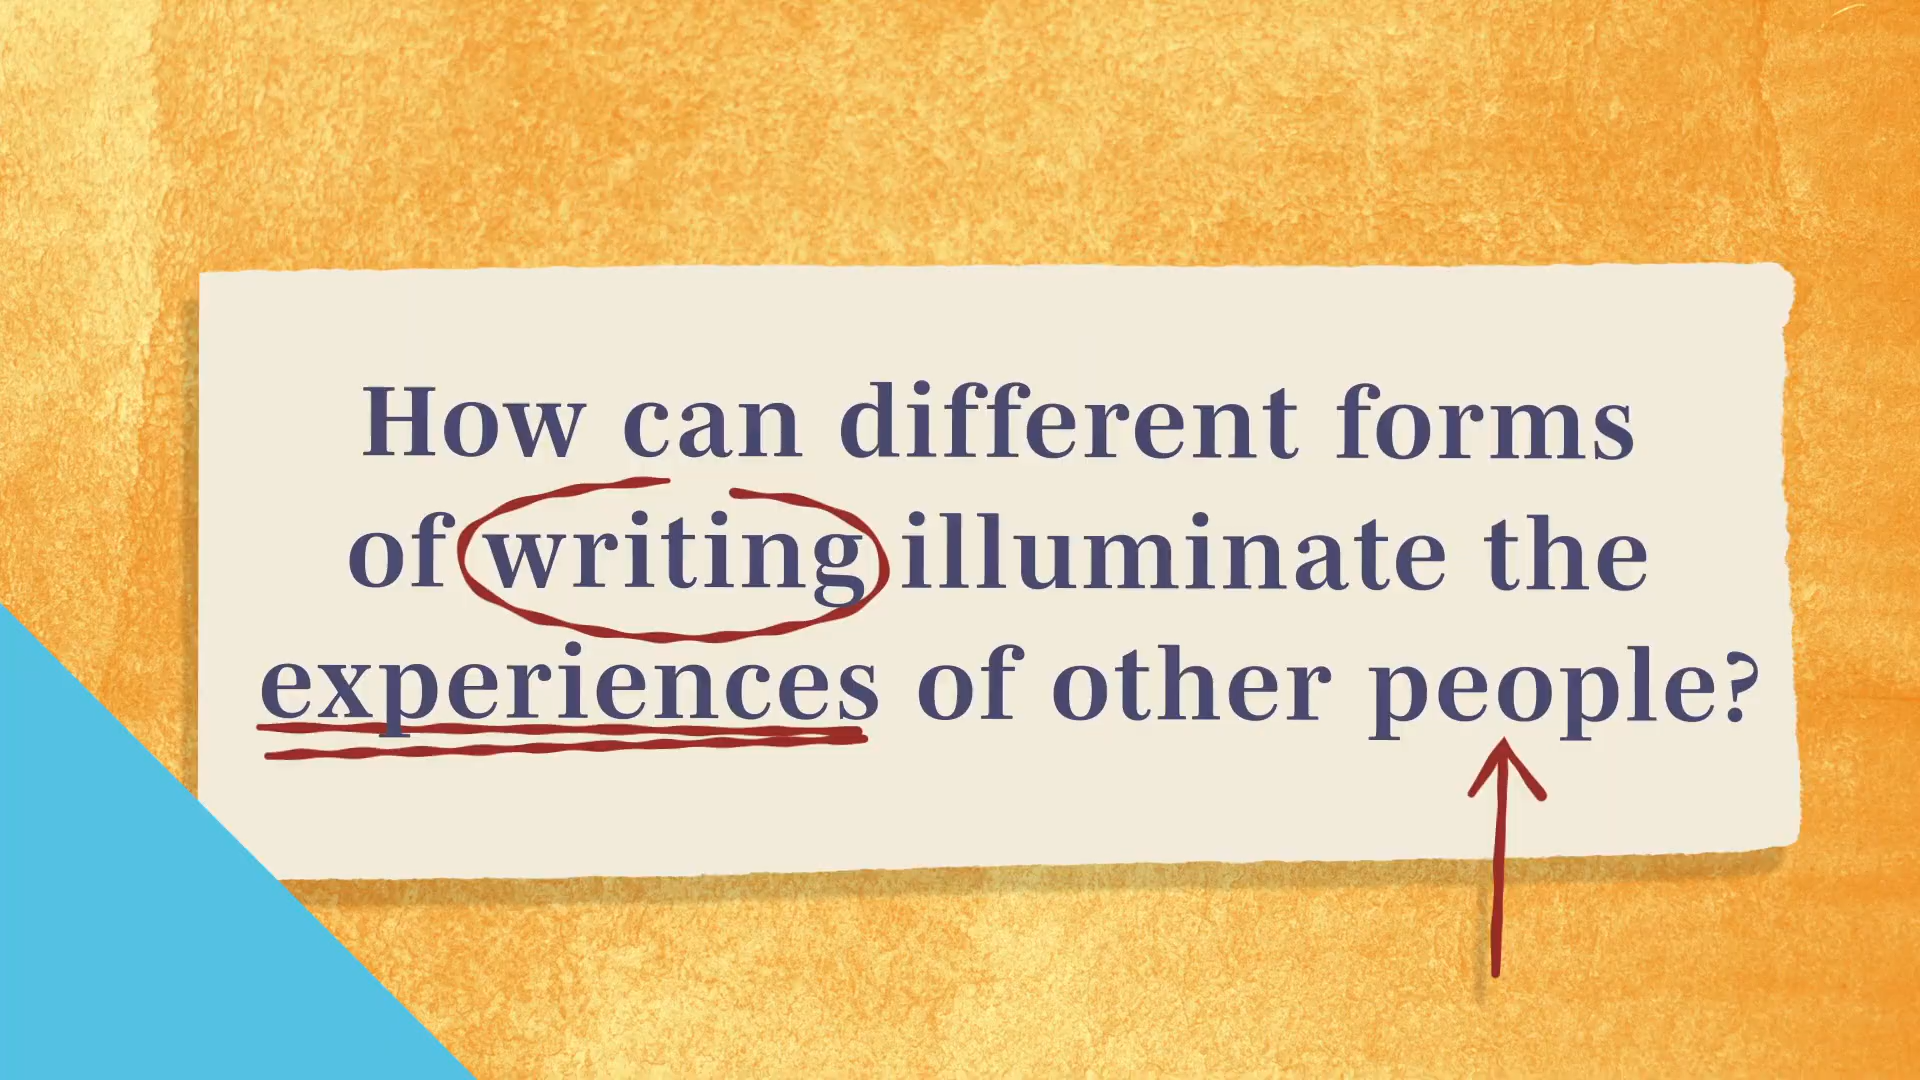 How can different forms
of writing illuminate the
experiences of other people?